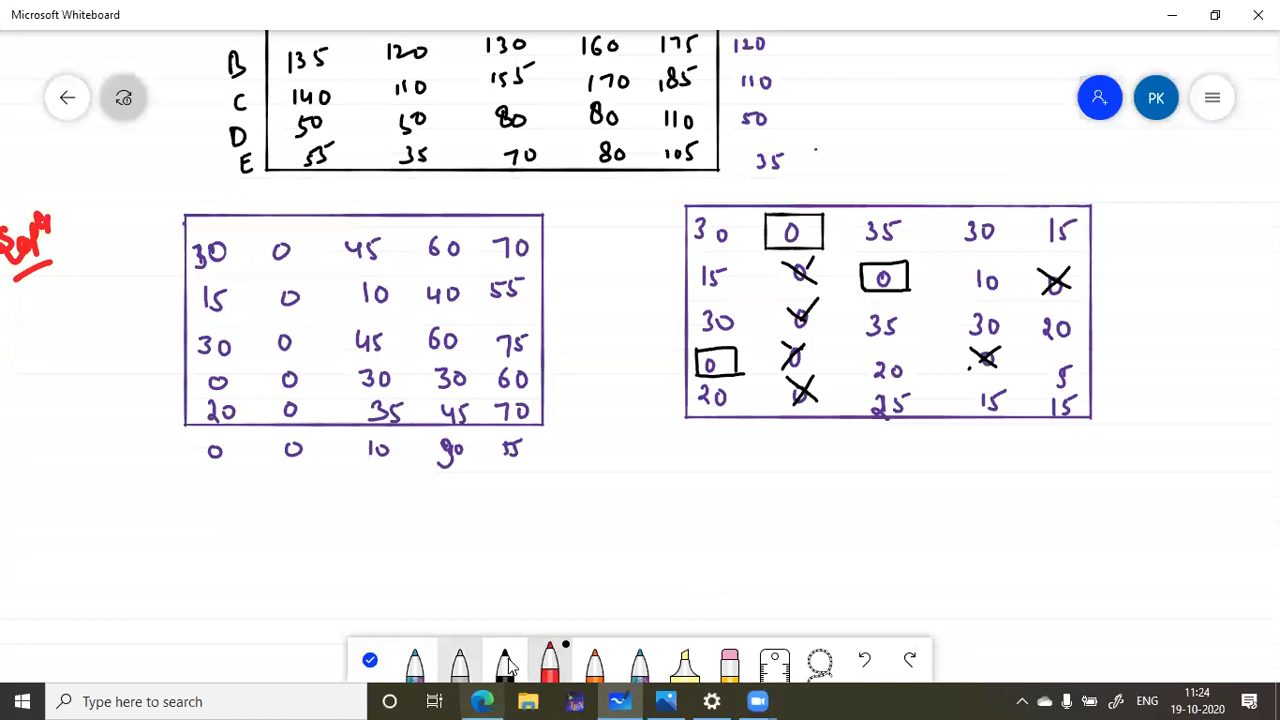 Microsoft Whiteboard
B 135 120 130 160 175 120
C 140 110 155 170 185 110
D 50 50 80 80 110 50
E 55 35 70 80 105 35
PK
30 0 45 60 70
15 0 10 40 55
30 0 45 60 75
0 0 30 30 60
20 0 35 45 70
0 0 10 30 55
30 0 35 30 15
15 0 0 10 0
30 0 35 30 20
0 0 20 0 5
20 0 25 15 15
Type here to search
ENG
11:24
19-10-2020